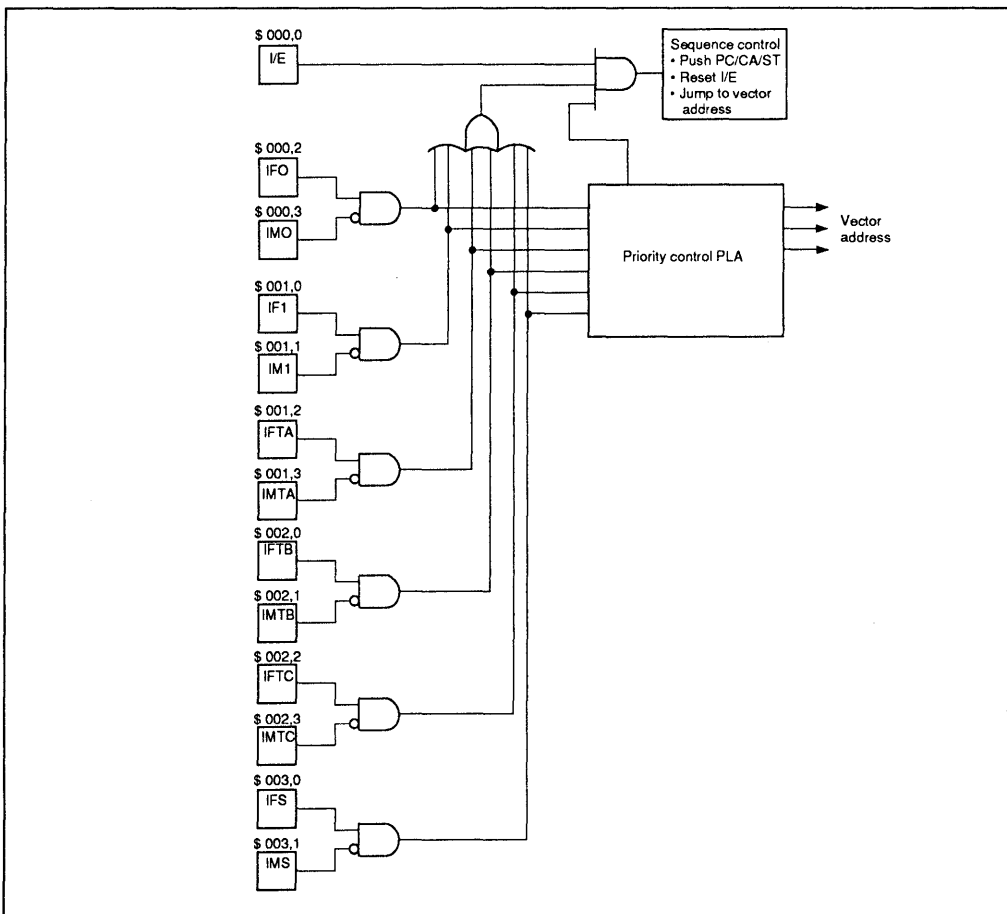 $ 000,0
I/E
Sequence control
• Push PC/CA/ST
• Reset I/E
• Jump to vector
address
$ 000,2
IFO
$ 000,3
IMO
Priority control PLA
Vector
address
$ 001,0
IF1
$ 001,1
IM1
$ 001,2
IFTA
$ 001,3
IMTA
$ 002,0
IFTB
$ 002,1
IMTB
$ 002,2
IFTC
$ 002,3
IMTC
$ 003,0
IFS
$ 003,1
IMS